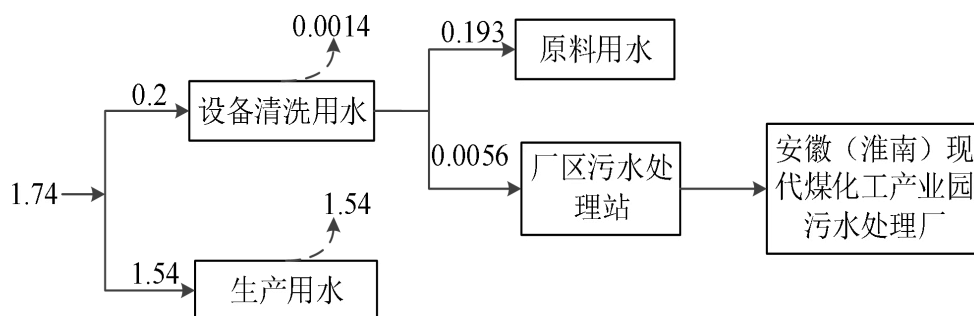 0.0014
0.193
原料用水
0.2
设备清洗用水
1.74
0.0056
厂区污水处
理站
安徽（淮南）现
代煤化工产业园
污水处理厂
1.54
1.54
生产用水